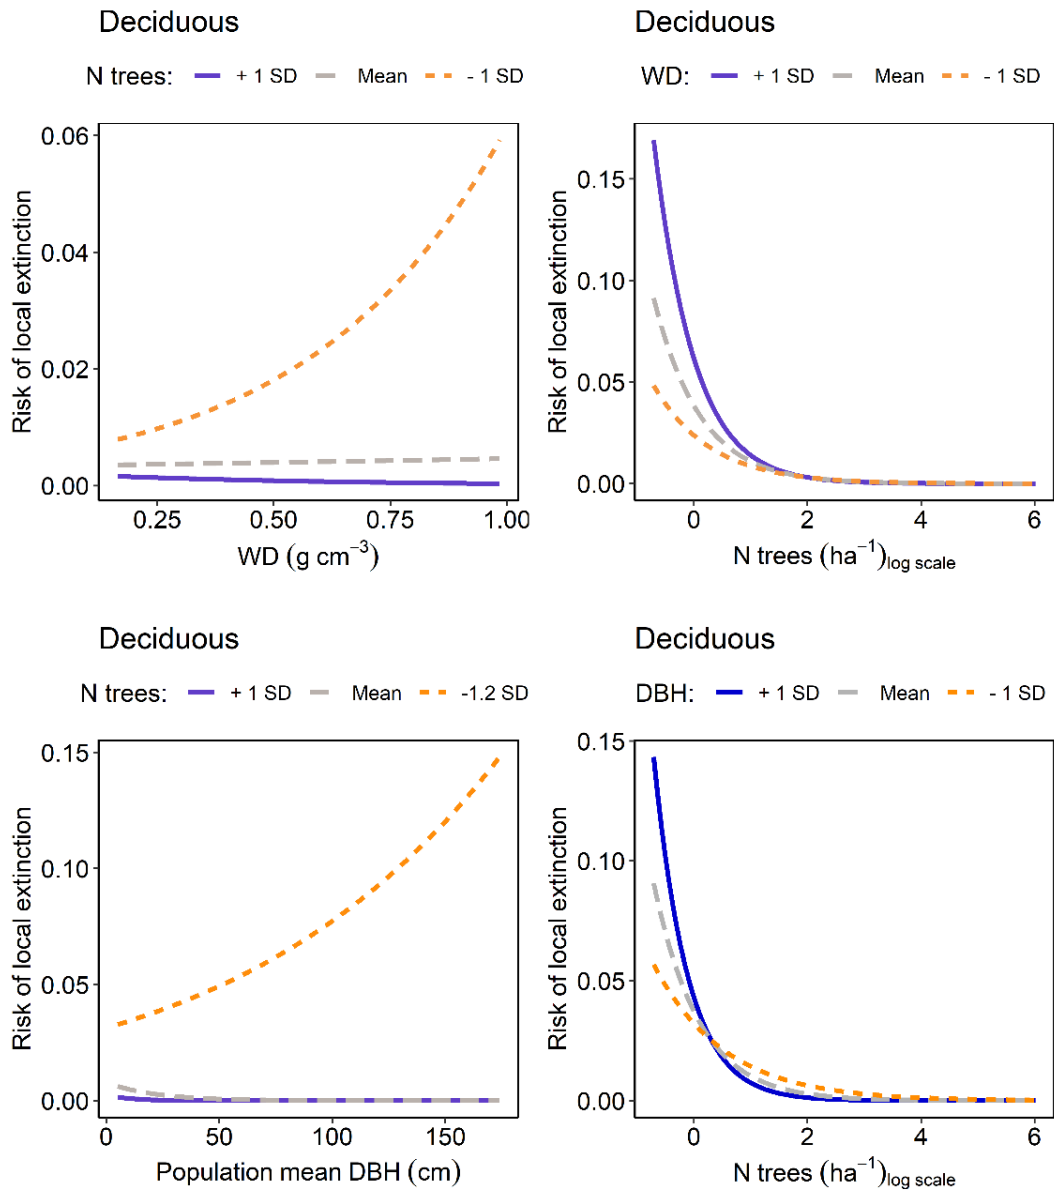 Deciduous
N trees: + 1 SD Mean - 1 SD
0.06
0.04
0.02
0.00
Risk of local extinction
0.25 0.50 0.75 1.00
WD (g cm⁻³)
Deciduous
WD: + 1 SD Mean - 1 SD
0.15
0.10
0.05
0.00
Risk of local extinction
0 2 4 6
N trees (ha⁻¹)log scale
Deciduous
N trees: + 1 SD Mean -1.2 SD
0.15
0.10
0.05
0.00
Risk of local extinction
0 50 100 150
Population mean DBH (cm)
Deciduous
DBH: + 1 SD Mean - 1 SD
0.15
0.10
0.05
0.00
Risk of local extinction
0 2 4 6
N trees (ha⁻¹)log scale